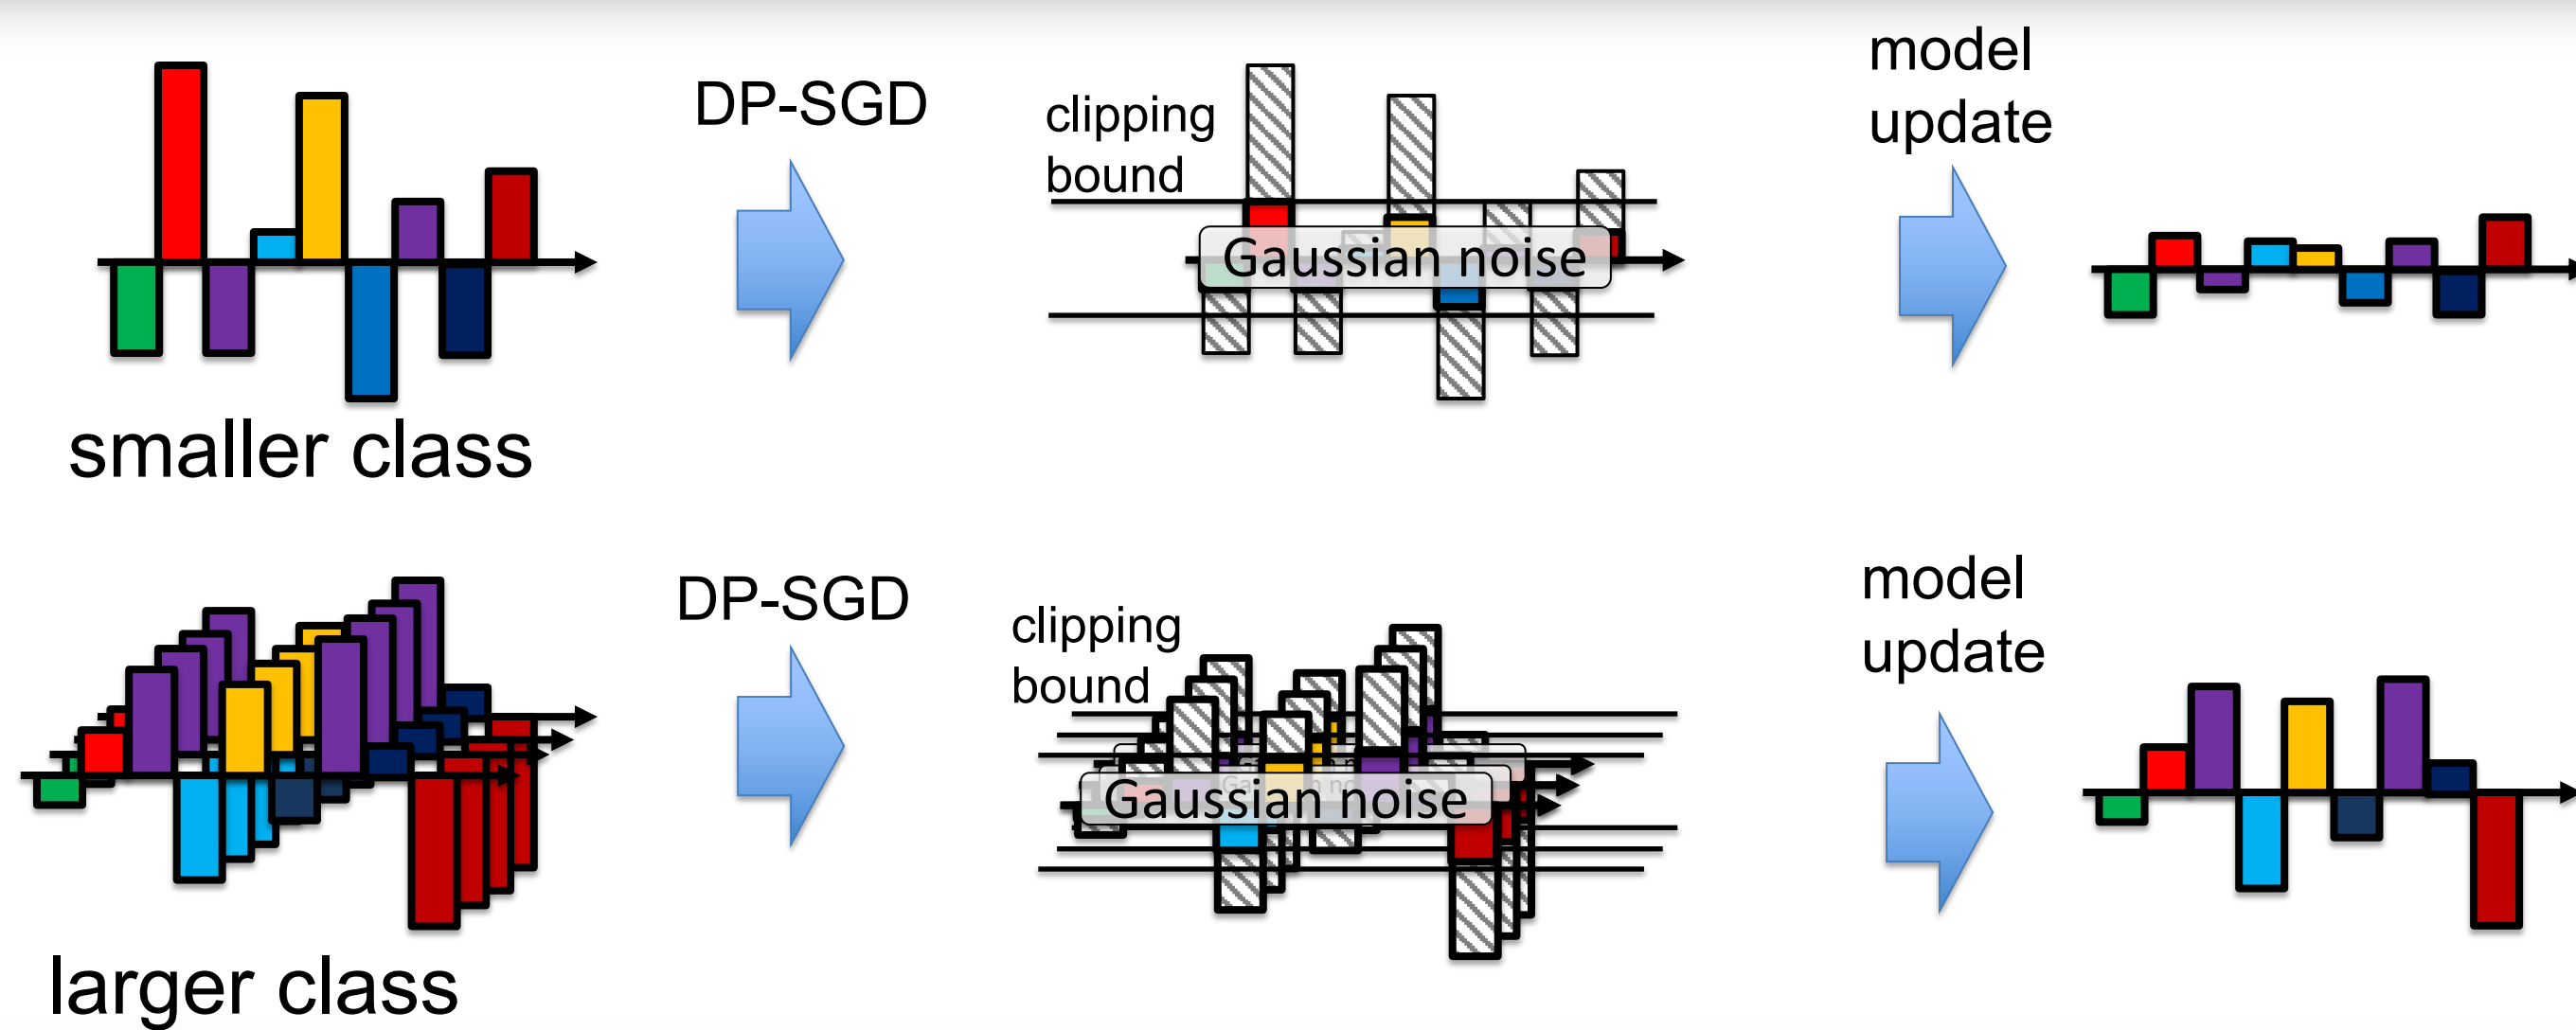 DP-SGD
clipping
bound
Gaussian noise
model
update
smaller class
DP-SGD
clipping
bound
Gaussian noise
model
update
larger class